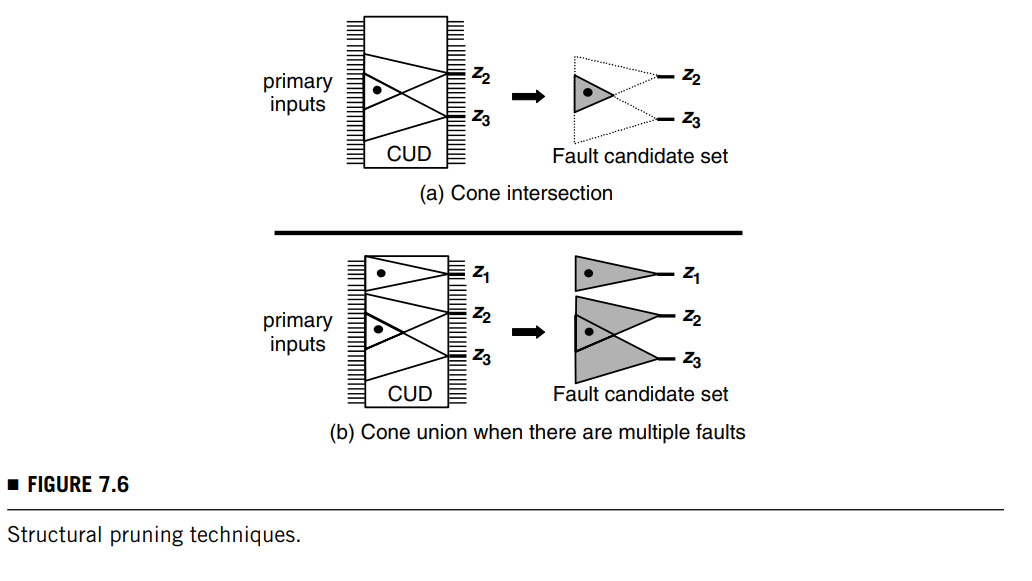 primary
inputs
z2
z3
CUD
z2
z3
Fault candidate set
(a) Cone intersection
primary
inputs
z1
z2
z3
CUD
z1
z2
z3
Fault candidate set
(b) Cone union when there are multiple faults
■ FIGURE 7.6
Structural pruning techniques.